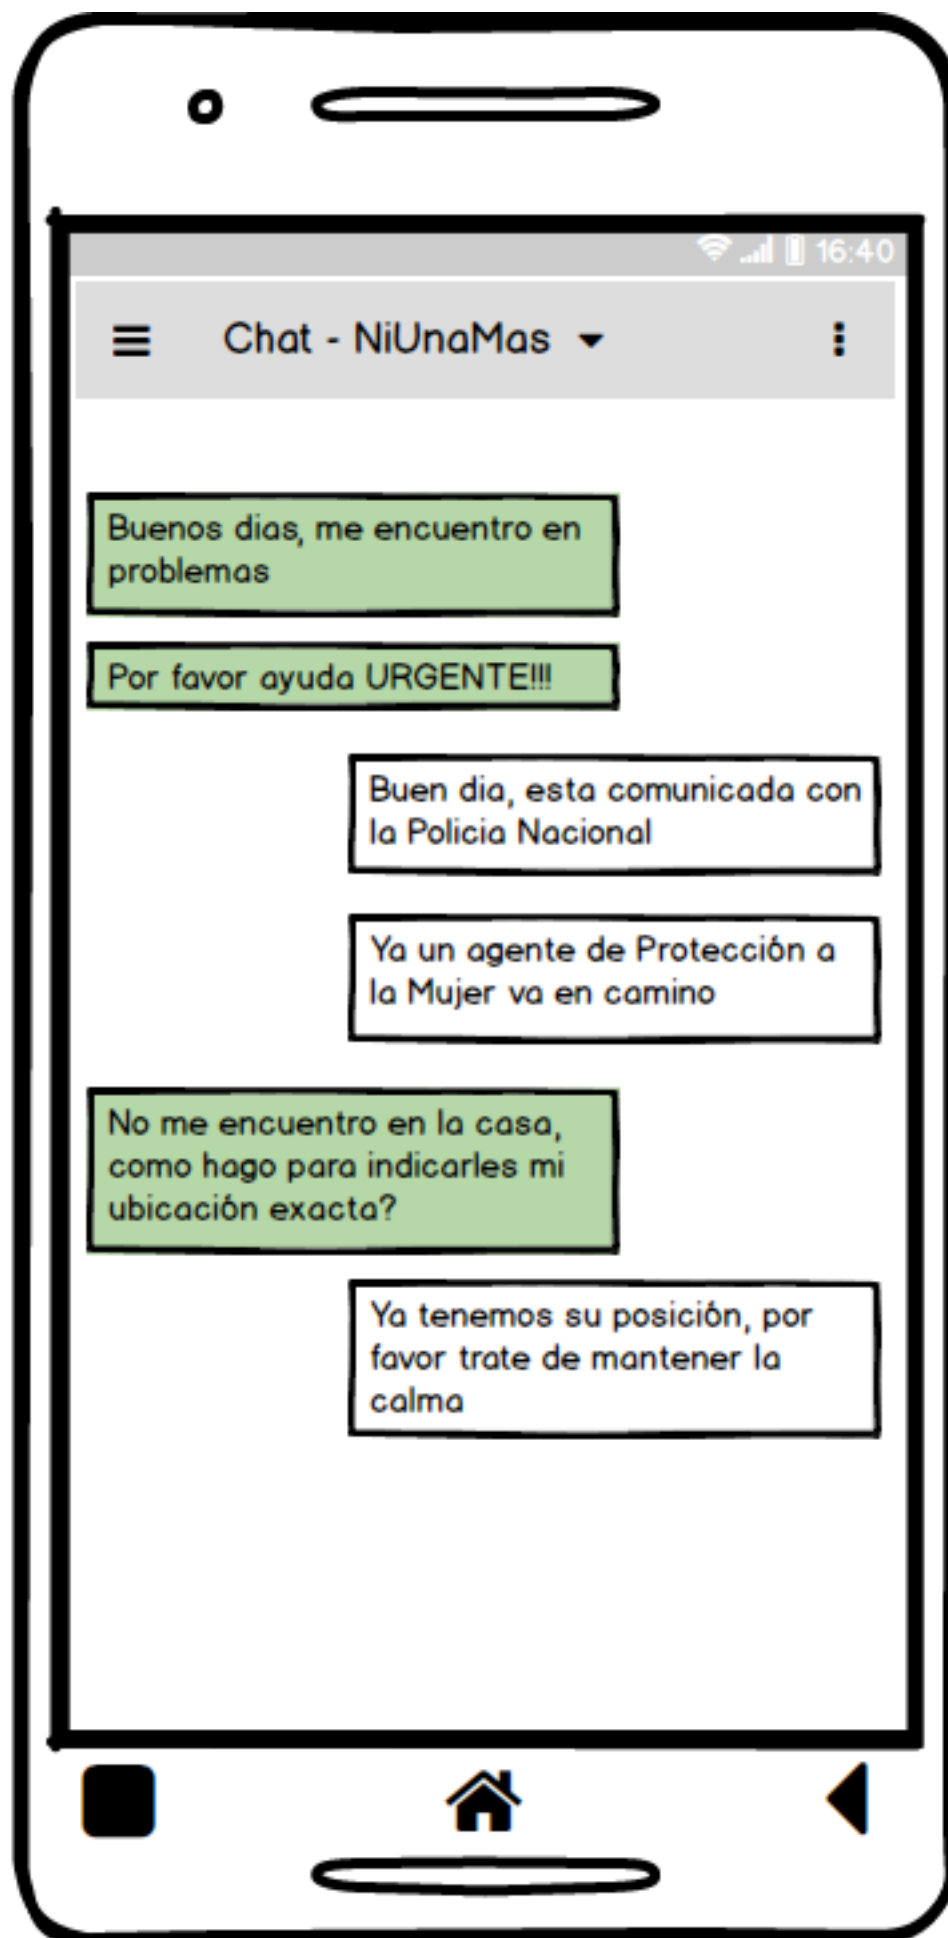 16:40
Chat - NiUnaMas
Buenos dias, me encuentro en
problemas
Por favor ayuda URGENTE!!!
Buen dia, esta comunicada con
la Policia Nacional
Ya un agente de Protección a
la Mujer va en camino
No me encuentro en la casa,
como hago para indicarles mi
ubicación exacta?
Ya tenemos su posición, por
favor trate de mantener la
calma